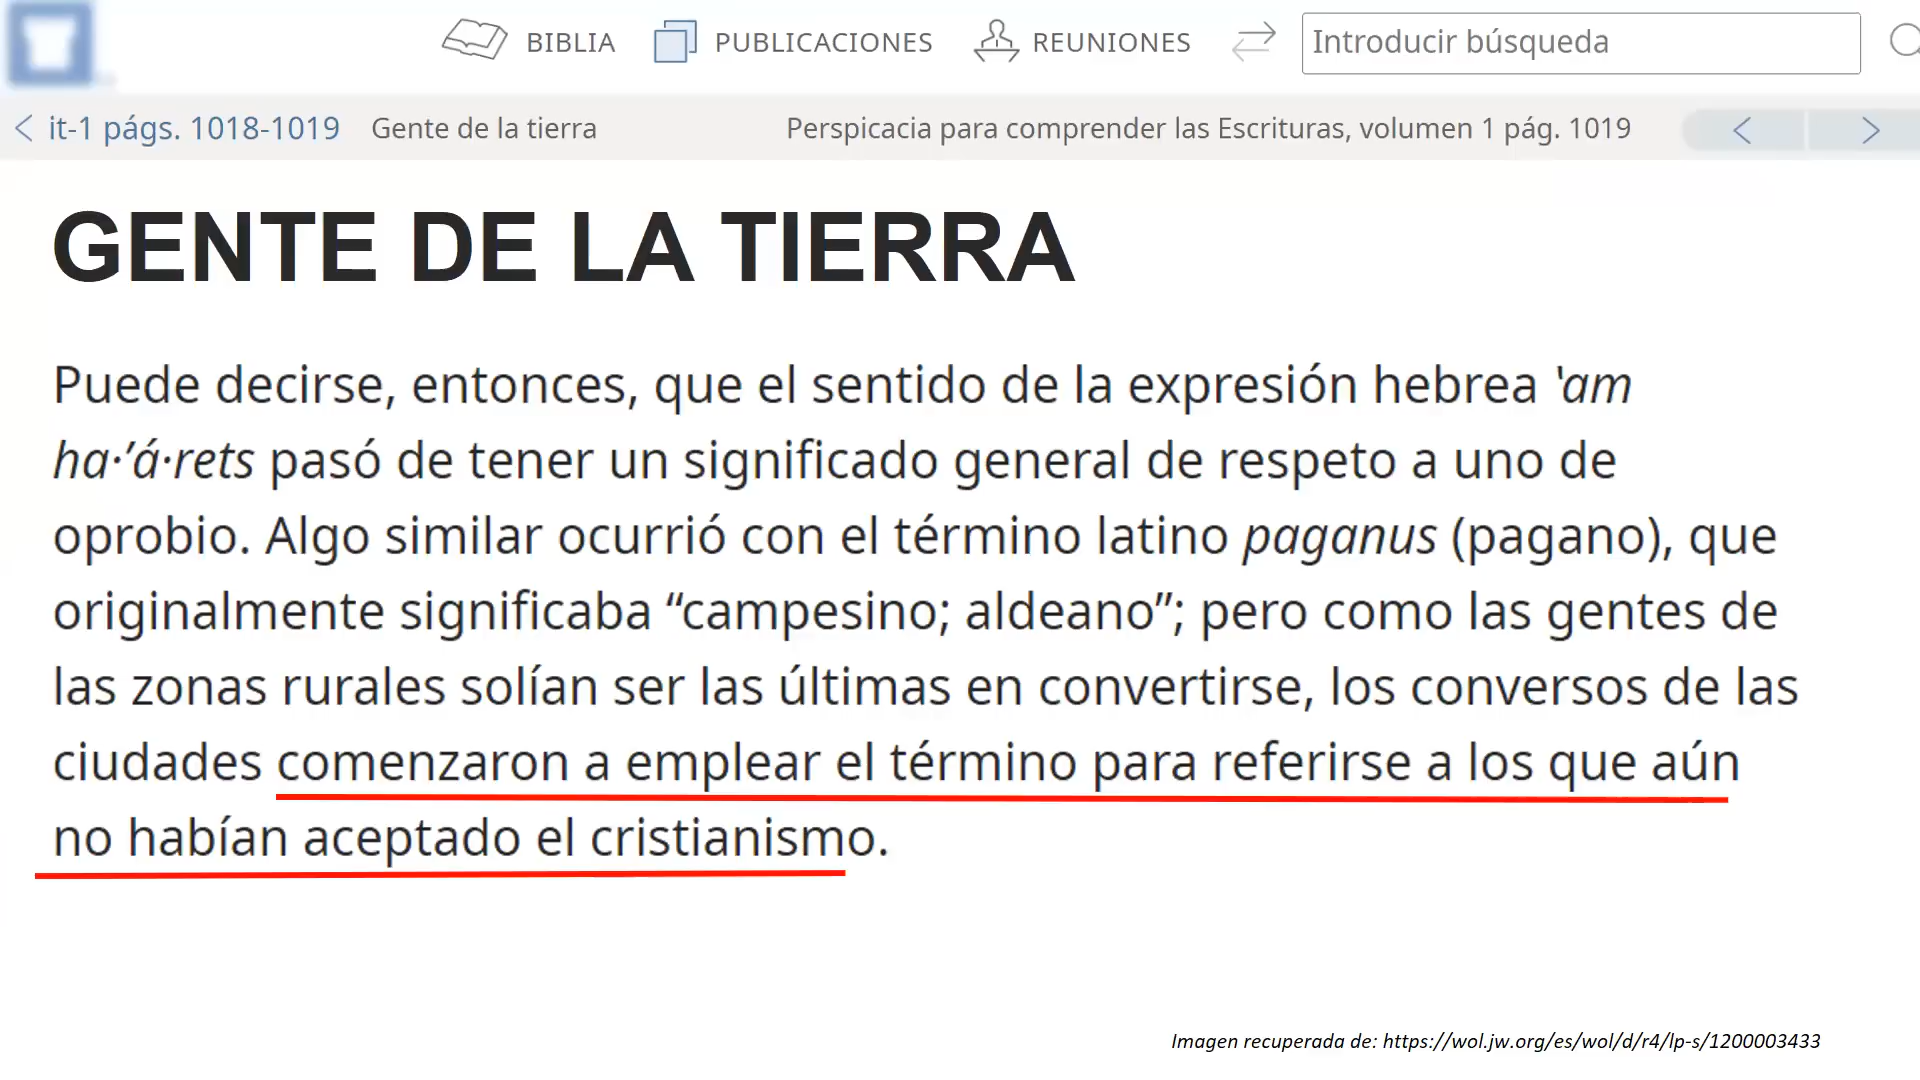 BIBLIA PUBLICACIONES REUNIONES Introducir búsqueda
it-1 págs. 1018-1019 Gente de la tierra Perspicacia para comprender las Escrituras, volumen 1 pág. 1019
GENTE DE LA TIERRA
Puede decirse, entonces, que el sentido de la expresión hebrea ʽam
ha·ʼá·rets pasó de tener un significado general de respeto a uno de
oprobio. Algo similar ocurrió con el término latino paganus (pagano), que
originalmente significaba “campesino; aldeano”; pero como las gentes de
las zonas rurales solían ser las últimas en convertirse, los conversos de las
ciudades comenzaron a emplear el término para referirse a los que aún
no habían aceptado el cristianismo.
Imagen recuperada de: https://wol.jw.org/es/wol/d/r4/lp-s/1200003433